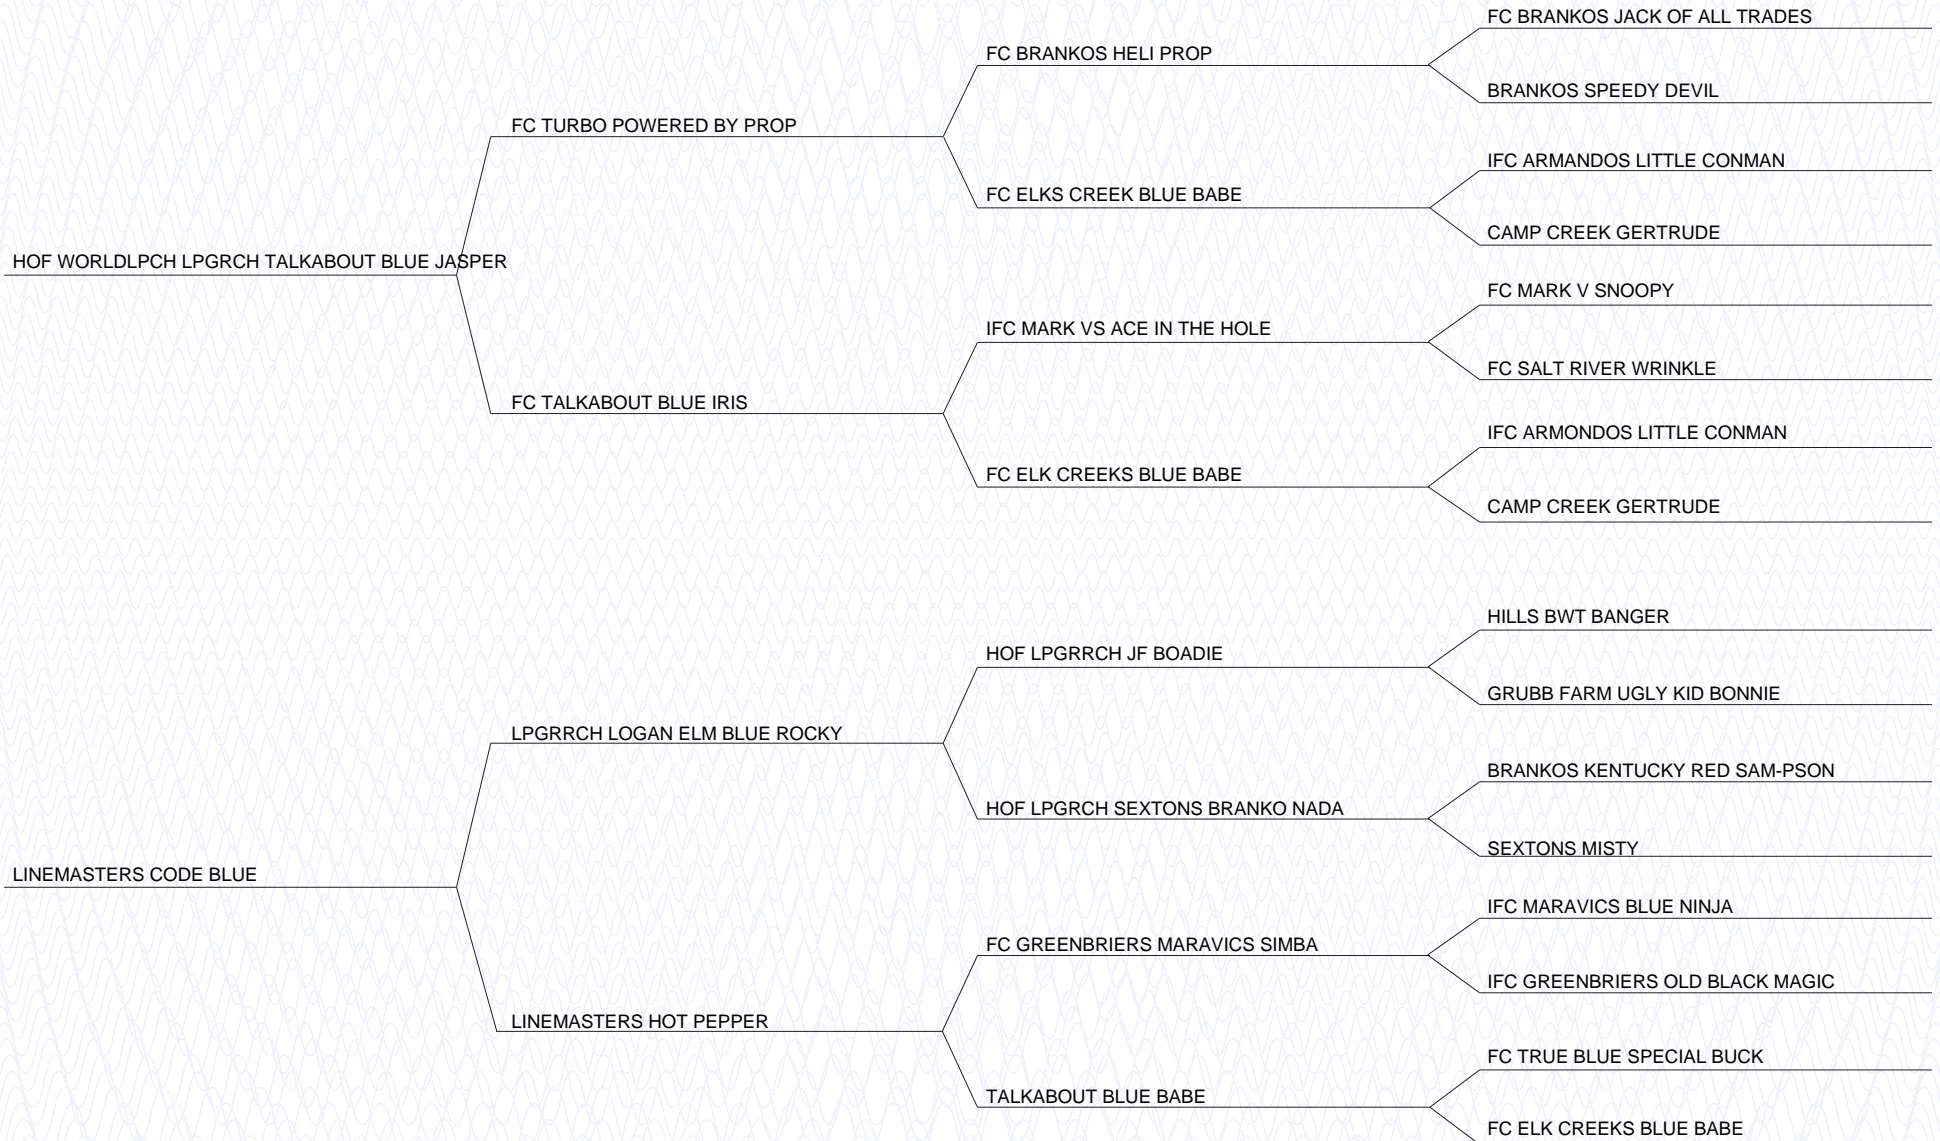 FC BRANKOS JACK OF ALL TRADES
FC BRANKOS HELI PROP
BRANKOS SPEEDY DEVIL
FC TURBO POWERED BY PROP
IFC ARMANDOS LITTLE CONMAN
FC ELKS CREEK BLUE BABE
CAMP CREEK GERTRUDE
HOF WORLDLPCH LPGRCH TALKABOUT BLUE JASPER
FC MARK V SNOOPY
IFC MARK VS ACE IN THE HOLE
FC SALT RIVER WRINKLE
FC TALKABOUT BLUE IRIS
IFC ARMONDOS LITTLE CONMAN
FC ELK CREEKS BLUE BABE
CAMP CREEK GERTRUDE
HILLS BWT BANGER
HOF LPGRRCH JF BOADIE
GRUBB FARM UGLY KID BONNIE
LPGRRCH LOGAN ELM BLUE ROCKY
BRANKOS KENTUCKY RED SAM-PSON
HOF LPGRCH SEXTONS BRANKO NADA
SEXTONS MISTY
LINEMASTERS CODE BLUE
IFC MARAVICS BLUE NINJA
FC GREENBRIERS MARAVICS SIMBA
IFC GREENBRIERS OLD BLACK MAGIC
LINEMASTERS HOT PEPPER
FC TRUE BLUE SPECIAL BUCK
TALKABOUT BLUE BABE
FC ELK CREEKS BLUE BABE